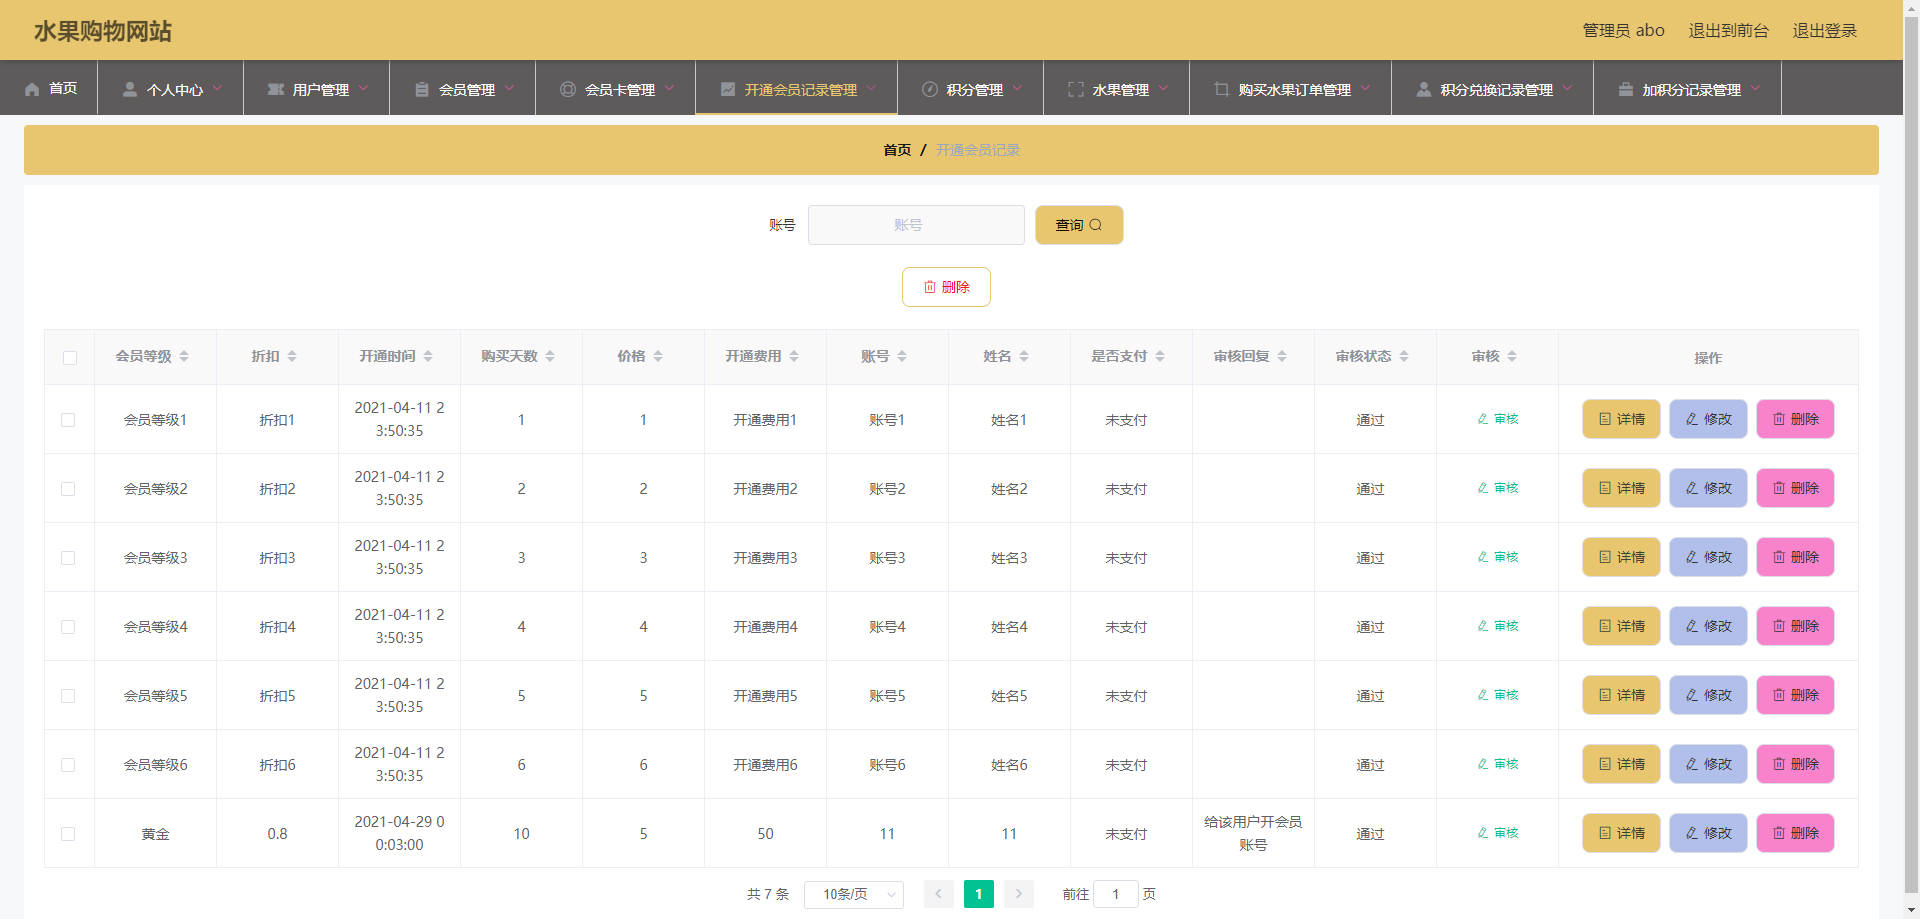 水果购物网站
管理员 abo 退出到前台 退出登录
首页 个人中心 用户管理 会员管理 会员卡管理 开通会员记录管理 积分管理 水果管理 购买水果订单管理 积分兑换记录管理 加积分记录管理
首页 / 开通会员记录
账号 账号 查询
删除
会员等级 折扣 开通时间 购买天数 价格 开通费用 账号 姓名 是否支付 审核回复 审核状态 审核 操作
会员等级1 折扣1 2021-04-11 2 3:50:35 1 1 开通费用1 账号1 姓名1 未支付 通过 审核 详情 修改 删除
会员等级2 折扣2 2021-04-11 2 3:50:35 2 2 开通费用2 账号2 姓名2 未支付 通过 审核 详情 修改 删除
会员等级3 折扣3 2021-04-11 2 3:50:35 3 3 开通费用3 账号3 姓名3 未支付 通过 审核 详情 修改 删除
会员等级4 折扣4 2021-04-11 2 3:50:35 4 4 开通费用4 账号4 姓名4 未支付 通过 审核 详情 修改 删除
会员等级5 折扣5 2021-04-11 2 3:50:35 5 5 开通费用5 账号5 姓名5 未支付 通过 审核 详情 修改 删除
会员等级6 折扣6 2021-04-11 2 3:50:35 6 6 开通费用6 账号6 姓名6 未支付 通过 审核 详情 修改 删除
黄金 0.8 2021-04-29 0 0:03:00 10 5 50 11 11 未支付 给该用户开会员 账号 通过 审核 详情 修改 删除
共 7 条 10条/页 1 前往 1 页